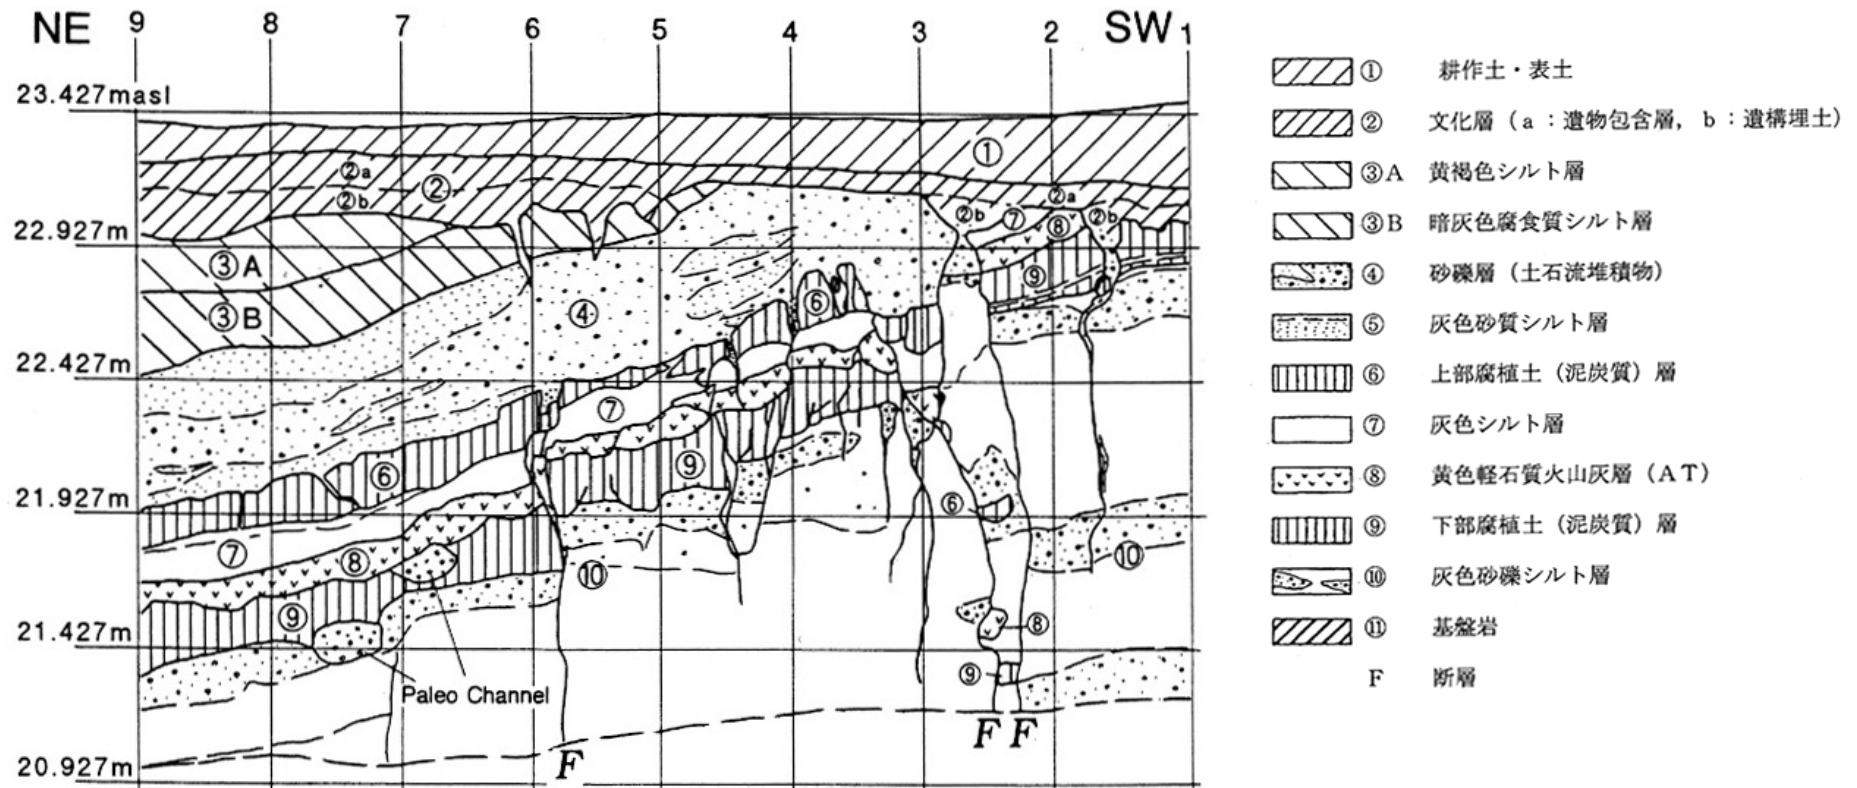 NE 9 8 7 6 5 4 3 2 SW 1
23.427masl
22.927m
22.427m
21.927m
21.427m
20.927m
①
②a
②
②b
②a
②b ⑦ ⑧ ②b
③A
⑨
③B
④
⑥
⑦
⑥
⑨
⑥
⑦
⑧
⑩
⑩
⑨
⑧
⑨
Paleo Channel
F F
F
① 耕作土・表土
② 文化層（a：遺物包含層，b：遺構埋土）
③A 黄褐色シルト層
③B 暗灰色腐食質シルト層
④ 砂礫層（土石流堆積物）
⑤ 灰色砂質シルト層
⑥ 上部腐植土（泥炭質）層
⑦ 灰色シルト層
⑧ 黄色軽石質火山灰層（AT）
⑨ 下部腐植土（泥炭質）層
⑩ 灰色砂礫シルト層
⑪ 基盤岩
F 断層